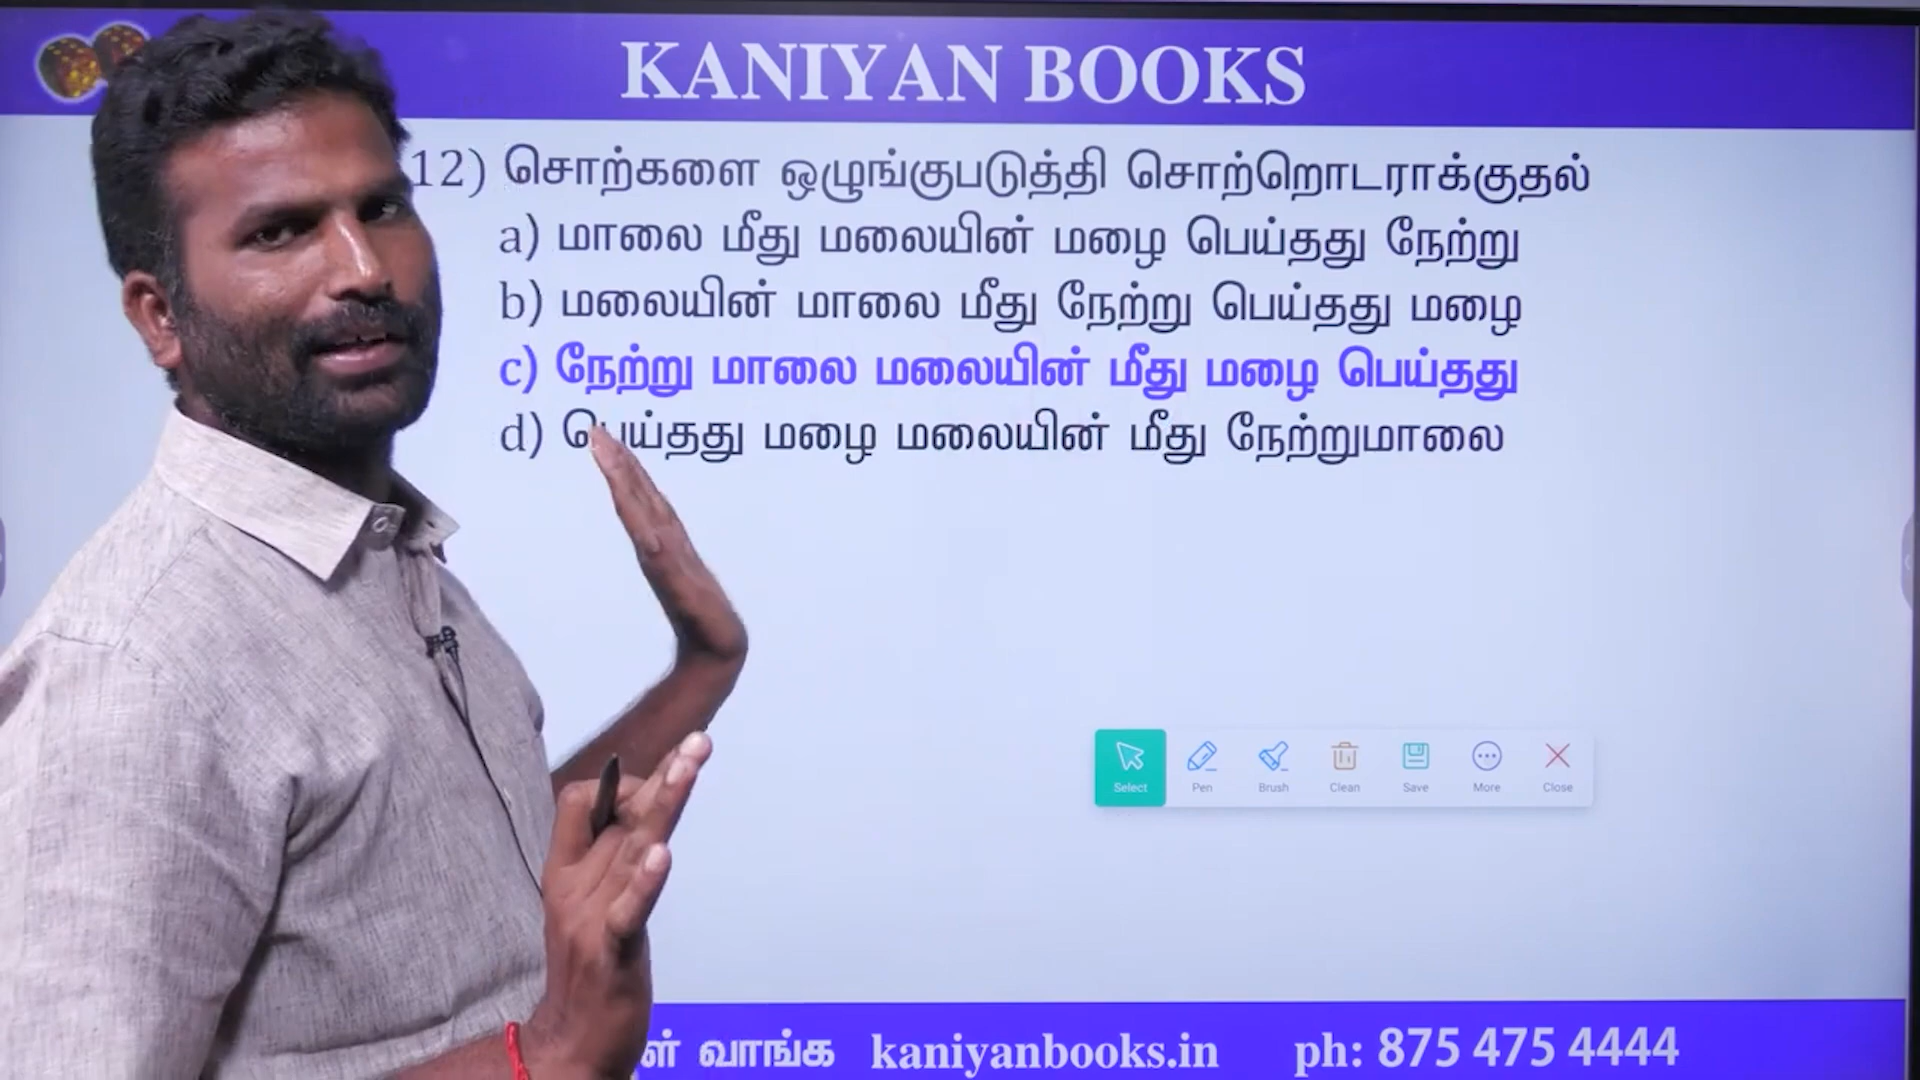 KANIYAN BOOKS
12) சொற்களை ஒழுங்குபடுத்தி சொற்றொடராக்குதல்
a) மாலை மீது மலையின் மழை பெய்தது நேற்று
b) மலையின் மாலை மீது நேற்று பெய்தது மழை
c) நேற்று மாலை மலையின் மீது மழை பெய்தது
d) பெய்தது மழை மலையின் மீது நேற்றுமாலை
Select Pen Brush Clean Save More Close
வாங்க kaniyanbooks.in ph: 875 475 4444